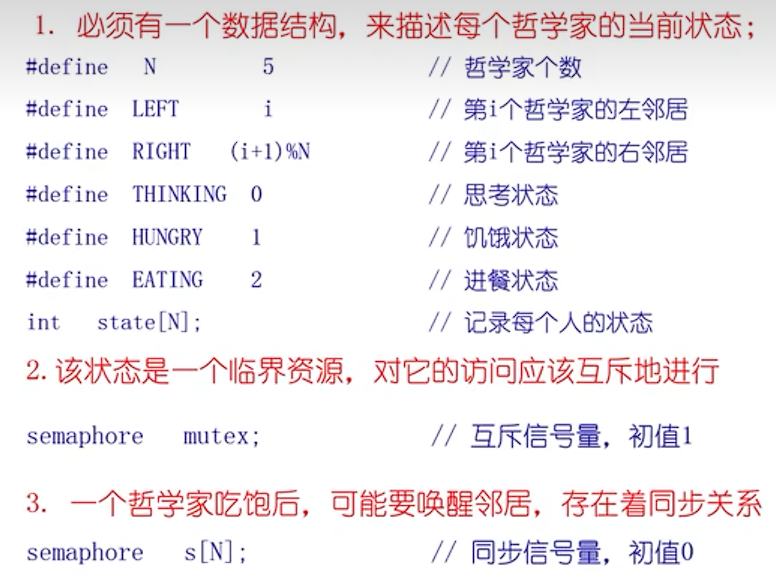 1. 必须有一个数据结构，来描述每个哲学家的当前状态；
#define N 5 // 哲学家个数
#define LEFT i // 第i个哲学家的左邻居
#define RIGHT (i+1)%N // 第i个哲学家的右邻居
#define THINKING 0 // 思考状态
#define HUNGRY 1 // 饥饿状态
#define EATING 2 // 进餐状态
int state[N]; // 记录每个人的状态
2.该状态是一个临界资源，对它的访问应该互斥地进行
semaphore mutex; // 互斥信号量，初值1
3. 一个哲学家吃饱后，可能要唤醒邻居，存在着同步关系
semaphore s[N]; // 同步信号量，初值0